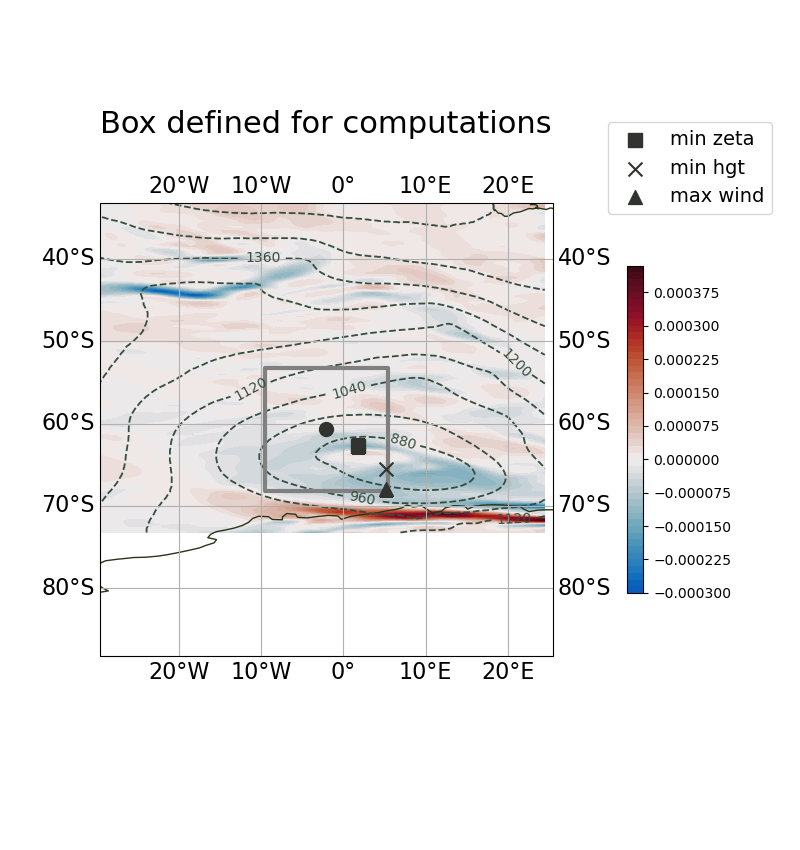 Box defined for computations
min zeta
min hgt
max wind
20°W 10°W 0° 10°E 20°E
40°S
50°S
60°S
70°S
80°S
40°S
50°S
60°S
70°S
80°S
1360
1200
1120
1040
880
960
1120
20°W 10°W 0° 10°E 20°E
0.000375
0.000300
0.000225
0.000150
0.000075
0.000000
−0.000075
−0.000150
−0.000225
−0.000300